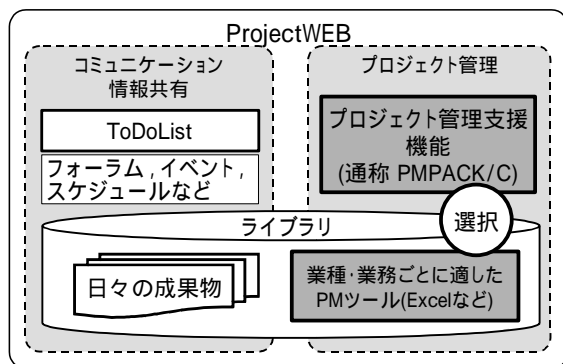 ProjectWEB
コミュニケーション
情報共有
ToDoList
フォーラム，イベント，
スケジュールなど
プロジェクト管理
プロジェクト管理支援
機能
(通称 PMPACK/C)
選択
ライブラリ
日々の成果物
業種・業務ごとに適した
PMツール(Excelなど)